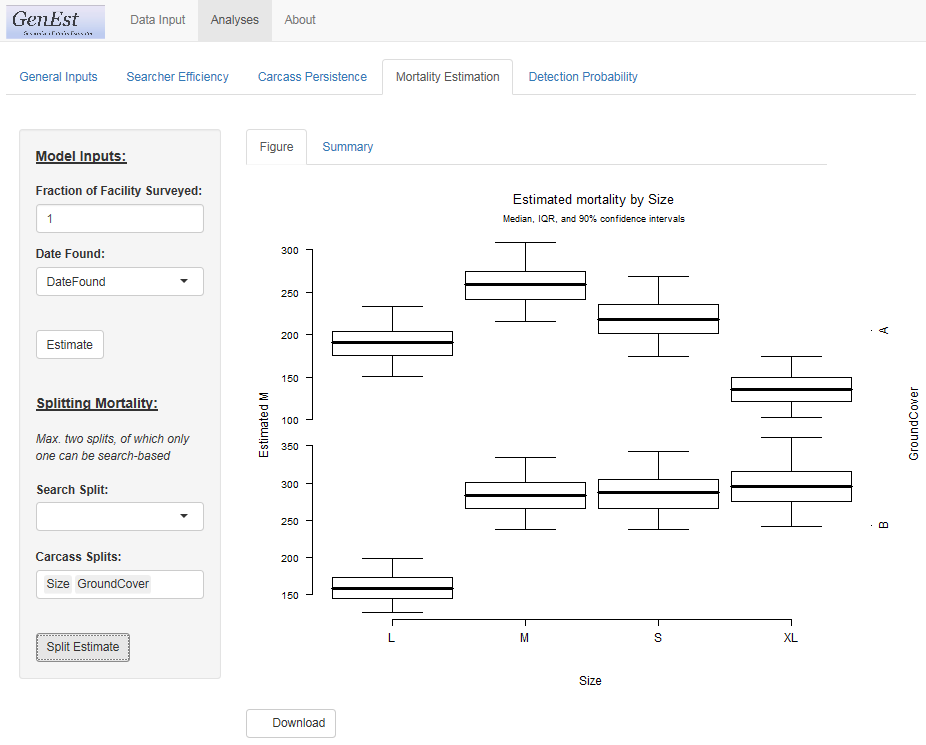 GenEst
Data Input
Analyses
About
General Inputs
Searcher Efficiency
Carcass Persistence
Mortality Estimation
Detection Probability
Model Inputs:
Fraction of Facility Surveyed:
1
Date Found:
DateFound
Estimate
Splitting Mortality:
Max. two splits, of which only
one can be search-based
Search Split:
Carcass Splits:
Size GroundCover
Split Estimate
Figure
Summary
Estimated mortality by Size
Median, IQR, and 90% confidence intervals
300
250
200
150
100
350
300
250
200
150
Estimated M
A
B
GroundCover
L
M
S
XL
Size
Download